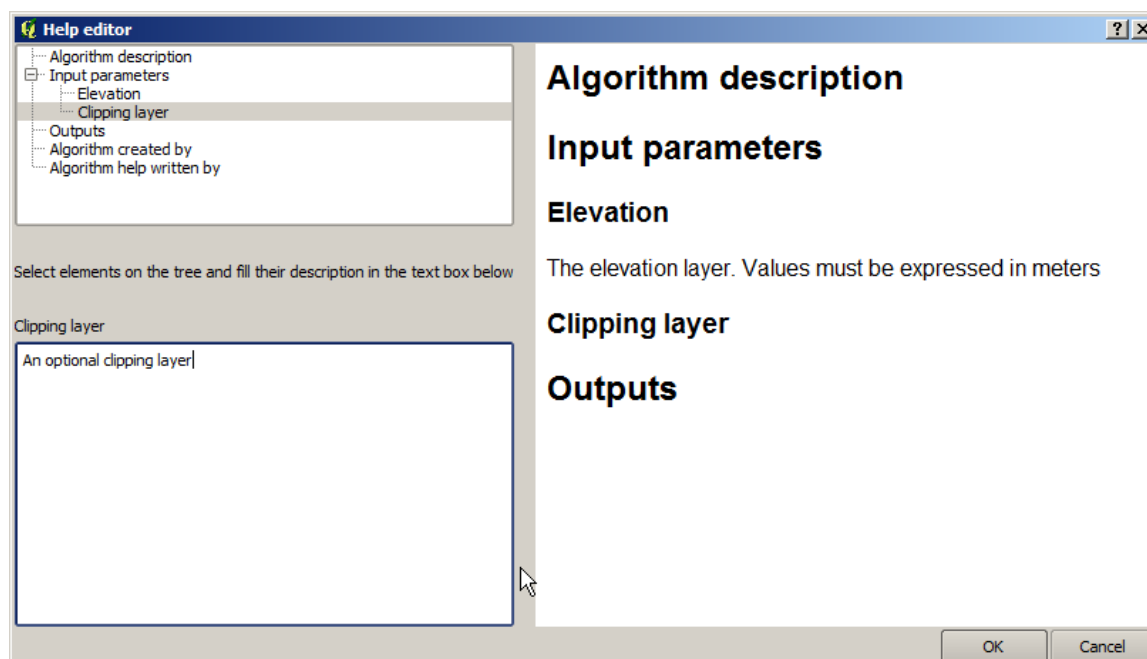 Help editor
Algorithm description
Input parameters
Elevation
Clipping layer
Outputs
Algorithm created by
Algorithm help written by
Select elements on the tree and fill their description in the text box below
Clipping layer
An optional clipping layer
Algorithm description
Input parameters
Elevation
The elevation layer. Values must be expressed in meters
Clipping layer
Outputs
OK
Cancel